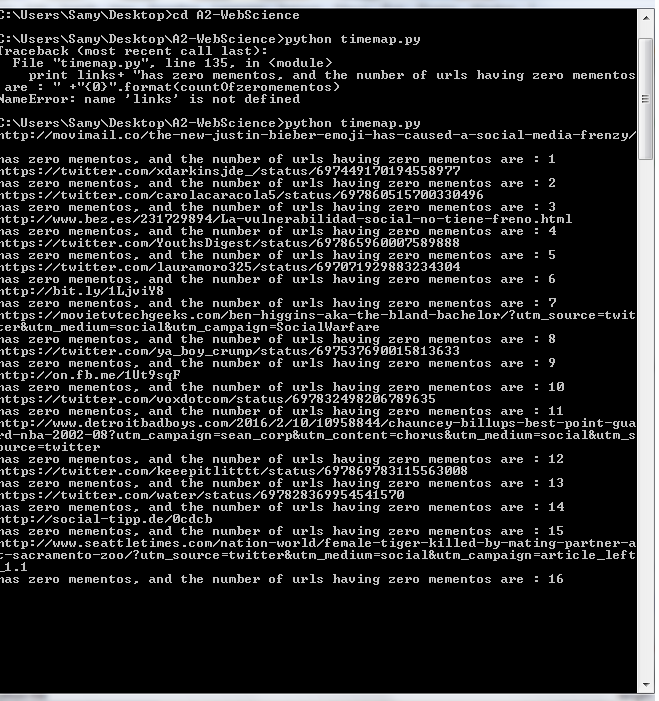 C:\Users\Samy\Desktop>cd A2-WebScience
C:\Users\Samy\Desktop\A2-WebScience>python timemap.py
Traceback (most recent call last):
  File "timemap.py", line 135, in <module>
    print links+ "has zero mementos, and the number of urls having zero mementos
 are : " +"{0}".format(countOfzeromementos)
NameError: name 'links' is not defined
C:\Users\Samy\Desktop\A2-WebScience>python timemap.py
http://movimail.co/the-new-justin-bieber-emoji-has-caused-a-social-media-frenzy/
has zero mementos, and the number of urls having zero mementos are : 1
https://twitter.com/xdarkinsjde_/status/697449170194558977
has zero mementos, and the number of urls having zero mementos are : 2
https://twitter.com/carolacaracola5/status/697860515700330496
has zero mementos, and the number of urls having zero mementos are : 3
http://www.bez.es/231729894/La-vulnerabilidad-social-no-tiene-freno.html
has zero mementos, and the number of urls having zero mementos are : 4
https://twitter.com/YouthsDigest/status/697865960007589888
has zero mementos, and the number of urls having zero mementos are : 5
https://twitter.com/lauramoro325/status/697071929883234304
has zero mementos, and the number of urls having zero mementos are : 6
http://bit.ly/1LjviY8
has zero mementos, and the number of urls having zero mementos are : 7
https://movietvtechgeeks.com/ben-higgins-aka-the-bland-bachelor/?utm_source=twit
ter&utm_medium=social&utm_campaign=SocialWarfare
has zero mementos, and the number of urls having zero mementos are : 8
https://twitter.com/ya_boy_crump/status/697537690015813633
has zero mementos, and the number of urls having zero mementos are : 9
http://on.fb.me/1Ut9sqF
has zero mementos, and the number of urls having zero mementos are : 10
https://twitter.com/voxdotcom/status/697832498206789635
has zero mementos, and the number of urls having zero mementos are : 11
http://www.detroitbadboys.com/2016/2/10/10958844/chauncey-billups-best-point-gua
rd-nba-2002-08?utm_campaign=sean_corp&utm_content=chorus&utm_medium=social&utm_s
ource=twitter
has zero mementos, and the number of urls having zero mementos are : 12
https://twitter.com/keeepitlitttt/status/697869783115563008
has zero mementos, and the number of urls having zero mementos are : 13
https://twitter.com/water/status/697828369954541570
has zero mementos, and the number of urls having zero mementos are : 14
http://social-tipp.de/0cdcb
has zero mementos, and the number of urls having zero mementos are : 15
http://www.seattletimes.com/nation-world/female-tiger-killed-by-mating-partner-a
t-sacramento-zoo/?utm_source=twitter&utm_medium=social&utm_campaign=article_left
_1.1
has zero mementos, and the number of urls having zero mementos are : 16